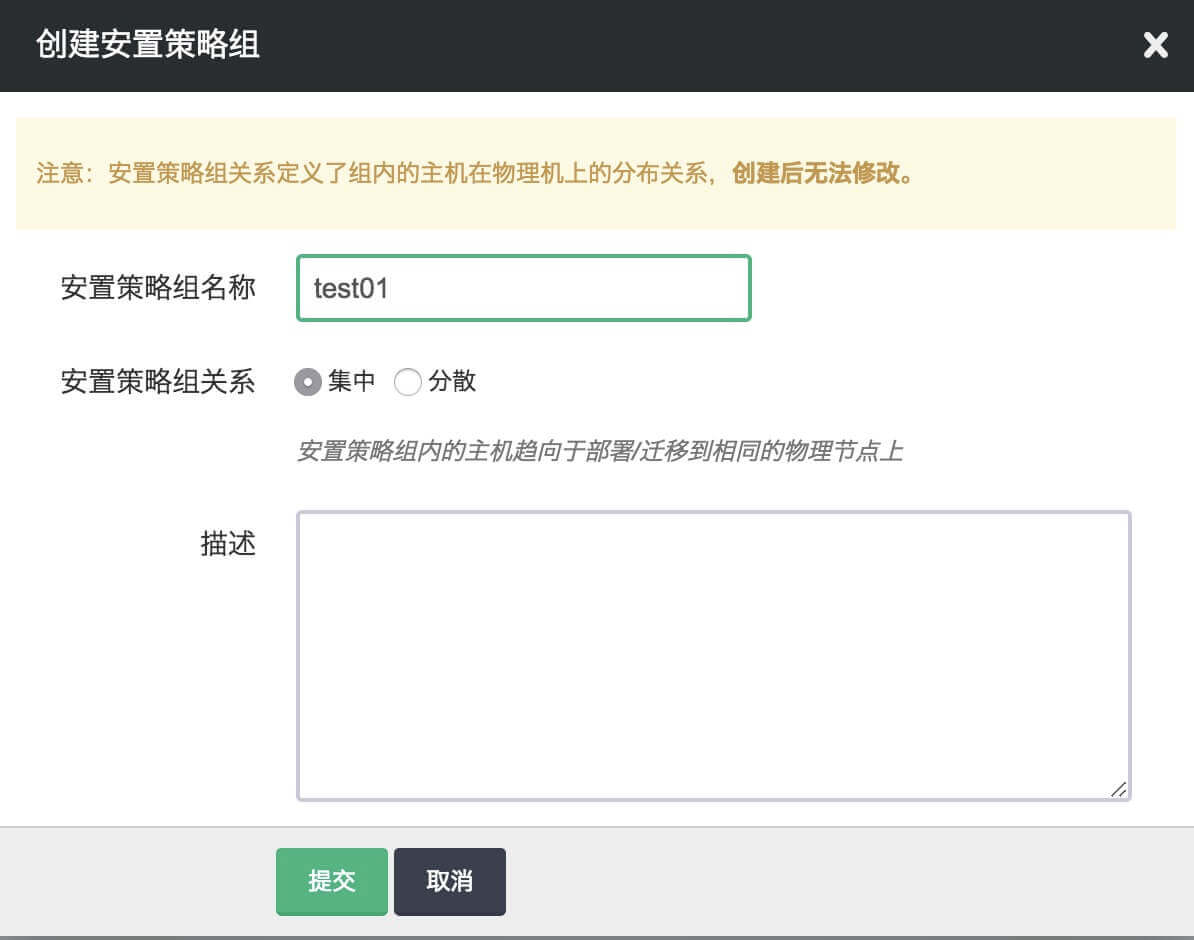 创建安置策略组
注意：安置策略组关系定义了组内的主机在物理机上的分布关系，创建后无法修改。
安置策略组名称 test01
安置策略组关系 集中 分散
安置策略组内的主机趋向于部署/迁移到相同的物理节点上
描述
提交 取消